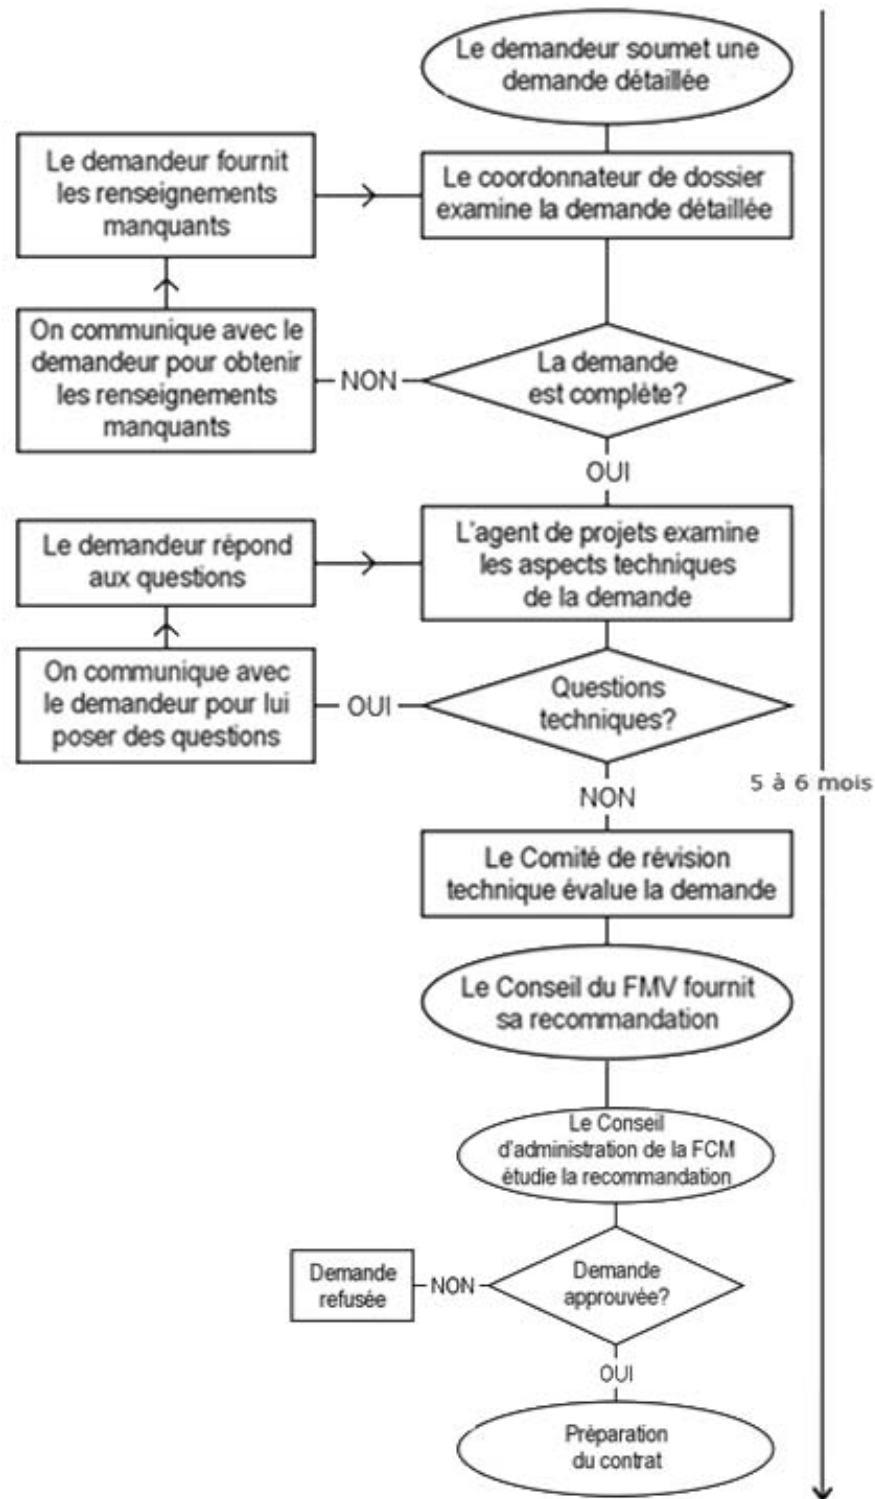 Le demandeur soumet une
demande détaillée
Le demandeur fournit
les renseignements
manquants
Le coordonnateur de dossier
examine la demande détaillée
On communique avec le
demandeur pour obtenir
les renseignements
manquants
NON
La demande
est complète?
OUI
Le demandeur répond
aux questions
L'agent de projets examine
les aspects techniques
de la demande
On communique avec
le demandeur pour lui
poser des questions
OUI
Questions
techniques?
5 à 6 mois
NON
Le Comité de révision
technique évalue la demande
Le Conseil du FMV fournit
sa recommandation
Le Conseil
d'administration de la FCM
étudie la recommandation
Demande
refusée
NON
Demande
approuvée?
OUI
Préparation
du contrat